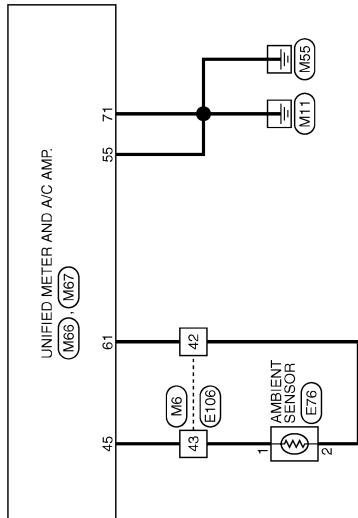 UNIFIED METER AND A/C AMP.
M66 , M67
45
61
55
71
M6
E106
43
42
AMBIENT
SENSOR
E76
1
2
M11
M55